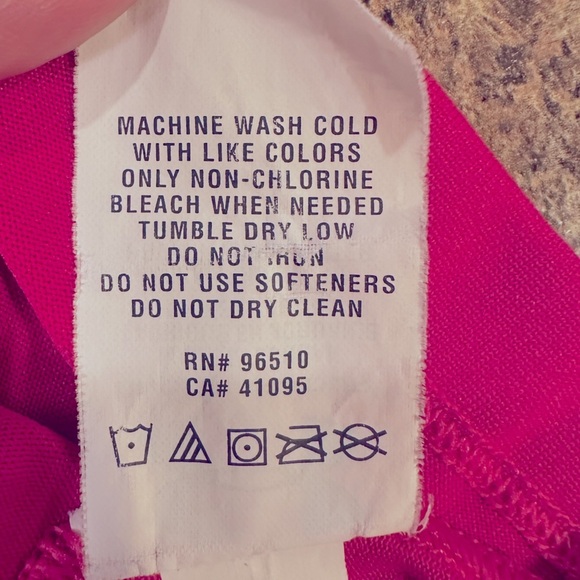 MACHINE WASH COLD
WITH LIKE COLORS
ONLY NON-CHLORINE
BLEACH WHEN NEEDED
TUMBLE DRY LOW
DO NOT IRON
DO NOT USE SOFTENERS
DO NOT DRY CLEAN
RN# 96510
CA# 41095